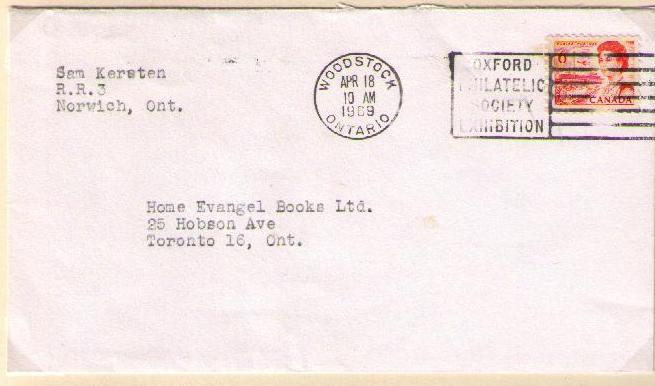 Sam Kersten
R.R.3
Norwich, Ont.
WOODSTOCK
APR 18
10 AM
1969
ONTARIO
OXFORD
PHILATELIC
SOCIETY
EXHIBITION
6
CANADA
Home Evangel Books Ltd.
25 Hobson Ave
Toronto 16, Ont.